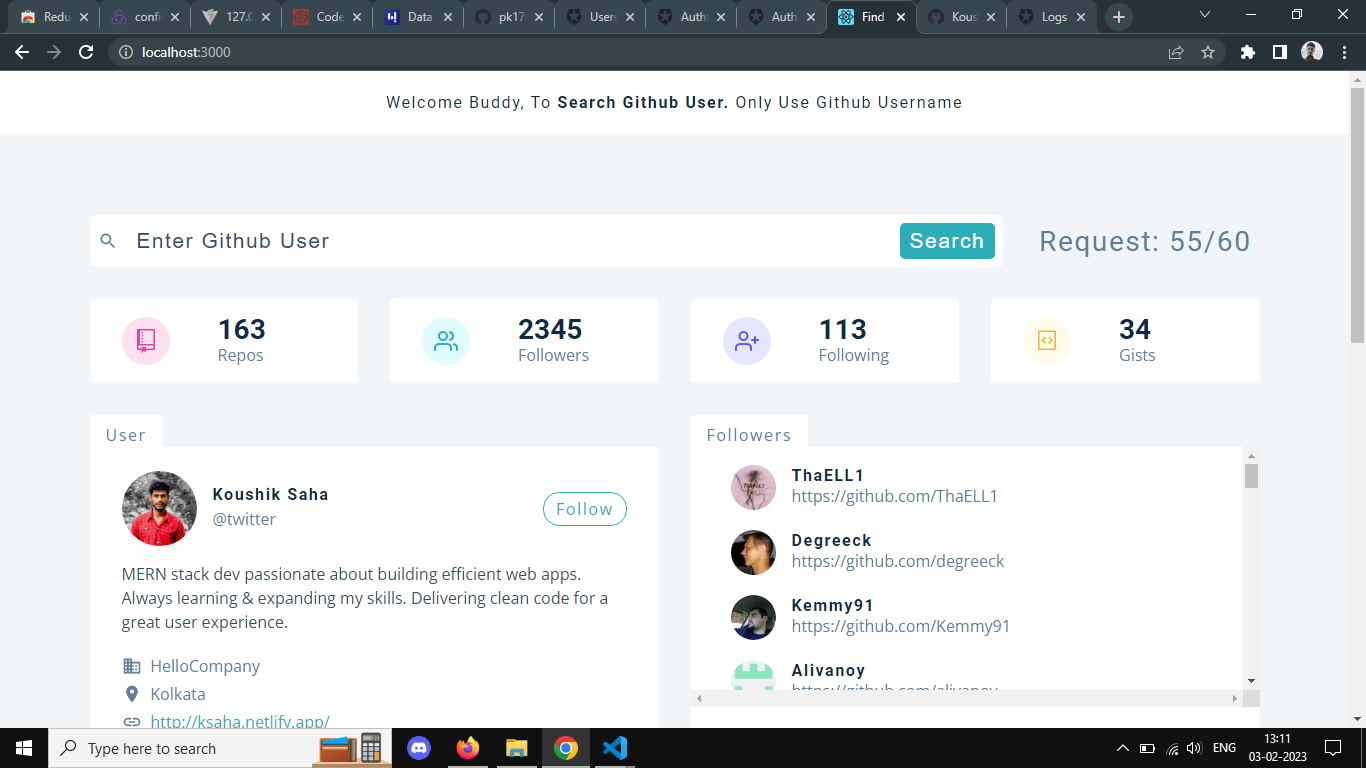 Redu
confi
127.0
Code
Data
pk17
Users
Auth
Auth
Find
Kous
Logs
localhost:3000
Welcome Buddy, To Search Github User. Only Use Github Username
Enter Github User
Search
Request: 55/60
163
Repos
2345
Followers
113
Following
34
Gists
User
Koushik Saha
@twitter
Follow
MERN stack dev passionate about building efficient web apps.
Always learning & expanding my skills. Delivering clean code for a
great user experience.
HelloCompany
Kolkata
http://ksaha.netlify.app/
Followers
ThaELL1
https://github.com/ThaELL1
Degreeck
https://github.com/degreeck
Kemmy91
https://github.com/Kemmy91
Alivanoy
https://github.com/alivanoy
Type here to search
ENG
13:11
03-02-2023